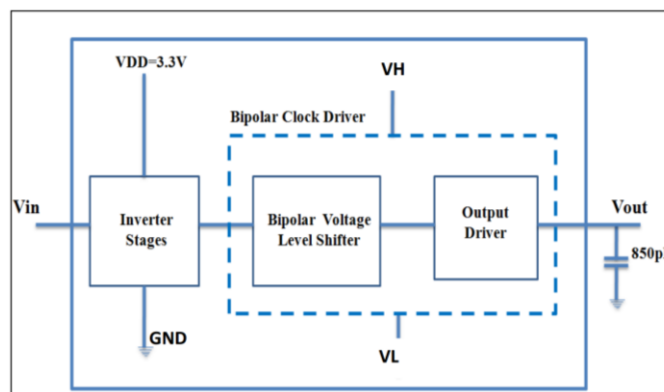 VDD=3.3V
VH
Bipolar Clock Driver
Vin
Inverter
Stages
Bipolar Voltage
Level Shifter
Output
Driver
Vout
GND
VL